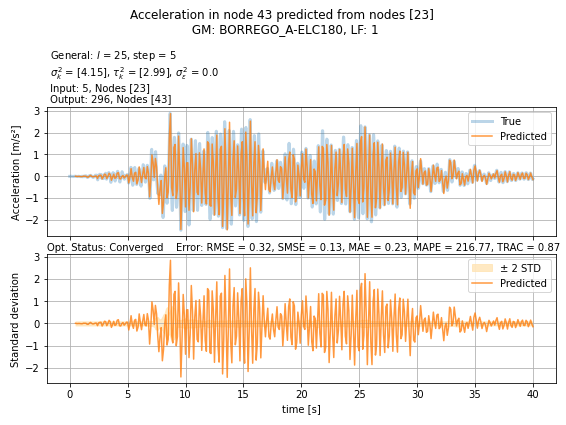 Acceleration in node 43 predicted from nodes [23]
GM: BORREGO_A-ELC180, LF: 1
General: l = 25, step = 5
σ²ₖ = [4.15], τ²ₖ = [2.99], σ²ε = 0.0
Input: 5, Nodes [23]
Output: 296, Nodes [43]
Acceleration [m/s²]
3
2
1
0
−1
−2
True
Predicted
Opt. Status: Converged Error: RMSE = 0.32, SMSE = 0.13, MAE = 0.23, MAPE = 216.77, TRAC = 0.87
Standard deviation
3
2
1
0
−1
−2
± 2 STD
Predicted
0 5 10 15 20 25 30 35 40
time [s]